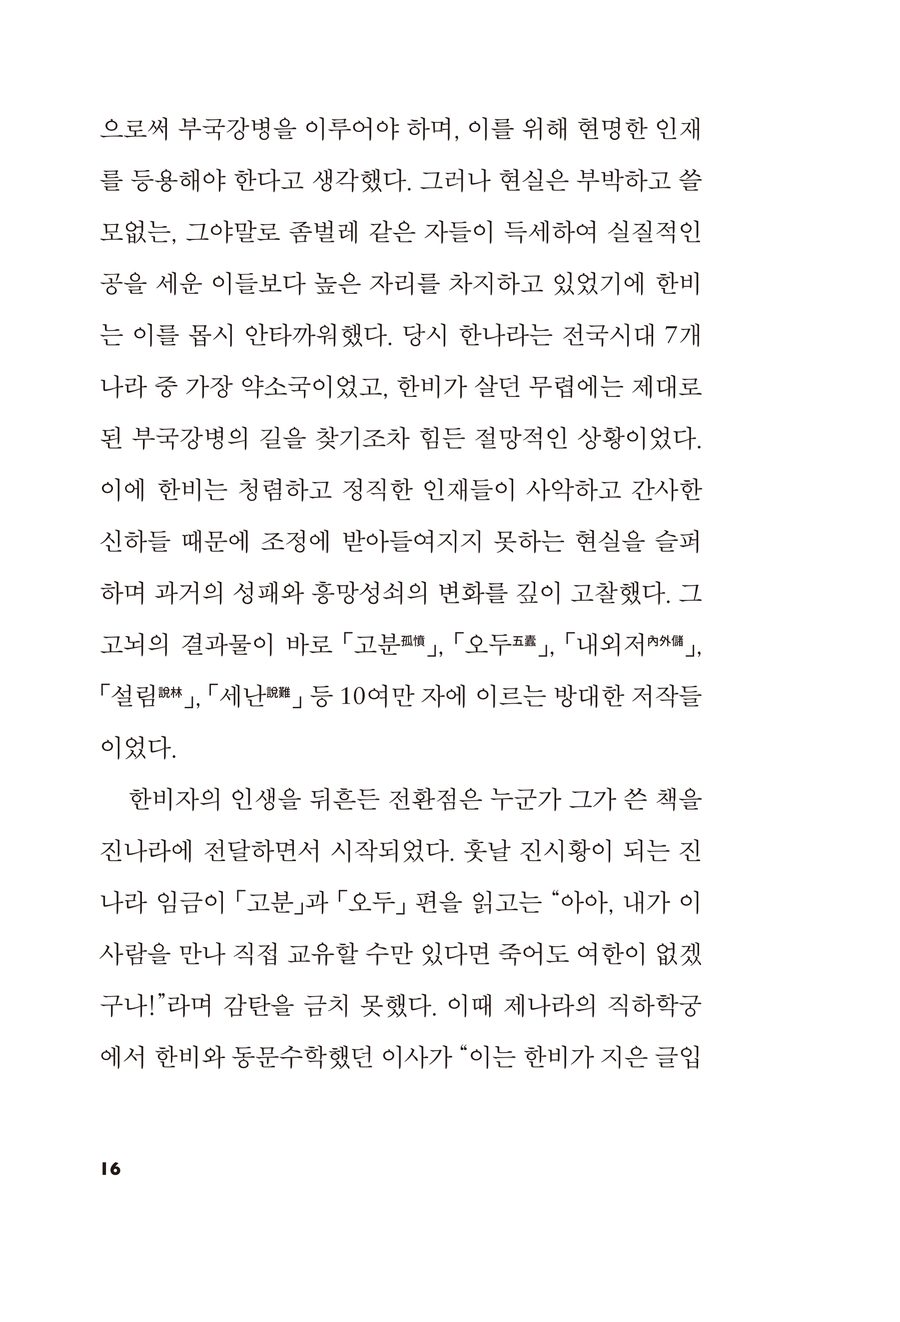 으로써 부국강병을 이루어야 하며, 이를 위해 현명한 인재
를 등용해야 한다고 생각했다. 그러나 현실은 부박하고 쓸
모없는, 그야말로 좀벌레 같은 자들이 득세하여 실질적인
공을 세운 이들보다 높은 자리를 차지하고 있었기에 한비
는 이를 몹시 안타까워했다. 당시 한나라는 전국시대 7개
나라 중 가장 약소국이었고, 한비가 살던 무렵에는 제대로
된 부국강병의 길을 찾기조차 힘든 절망적인 상황이었다.
이에 한비는 청렴하고 정직한 인재들이 사악하고 간사한
신하들 때문에 조정에 받아들여지지 못하는 현실을 슬퍼
하며 과거의 성패와 흥망성쇠의 변화를 깊이 고찰했다. 그
고뇌의 결과물이 바로 「고분孤憤」, 「오두五蠹」, 「내외저內外儲」,
「설림說林」, 「세난說難」 등 10여만 자에 이르는 방대한 저작들
이었다.
한비자의 인생을 뒤흔든 전환점은 누군가 그가 쓴 책을
진나라에 전달하면서 시작되었다. 훗날 진시황이 되는 진
나라 임금이 「고분」과 「오두」 편을 읽고는 “아아, 내가 이
사람을 만나 직접 교유할 수만 있다면 죽어도 여한이 없겠
구나!”라며 감탄을 금치 못했다. 이때 제나라의 직하학궁
에서 한비와 동문수학했던 이사가 “이는 한비가 지은 글입
16